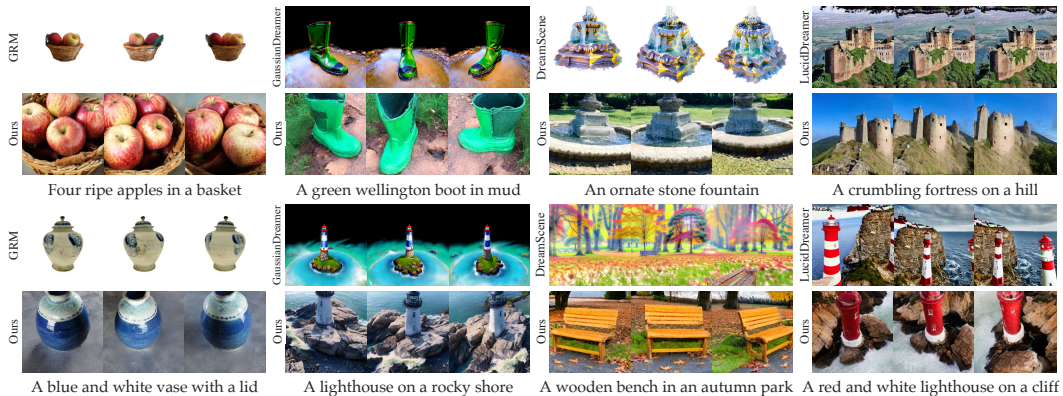 GRM
GaussianDreamer
DreamScene
LucidDreamer
Ours
Ours
Ours
Ours
Four ripe apples in a basket
A green wellington boot in mud
An ornate stone fountain
A crumbling fortress on a hill
GRM
GaussianDreamer
DreamScene
LucidDreamer
Ours
Ours
Ours
Ours
A blue and white vase with a lid
A lighthouse on a rocky shore
A wooden bench in an autumn park
A red and white lighthouse on a cliff